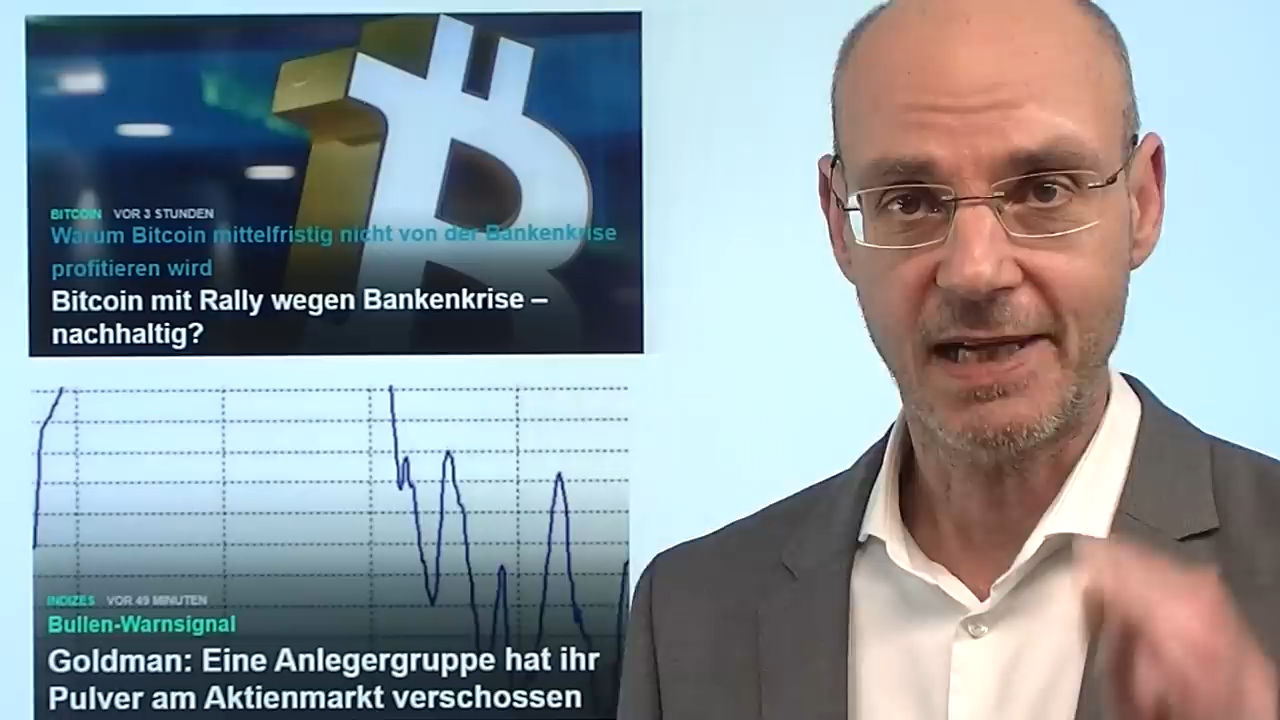 BITCOIN VOR 3 STUNDEN
Warum Bitcoin mittelfristig nicht von der Bankenkrise
profitieren wird
Bitcoin mit Rally wegen Bankenkrise –
nachhaltig?
INDIZES VOR 49 MINUTEN
Bullen-Warnsignal
Goldman: Eine Anlegergruppe hat ihr
Pulver am Aktienmarkt verschossen